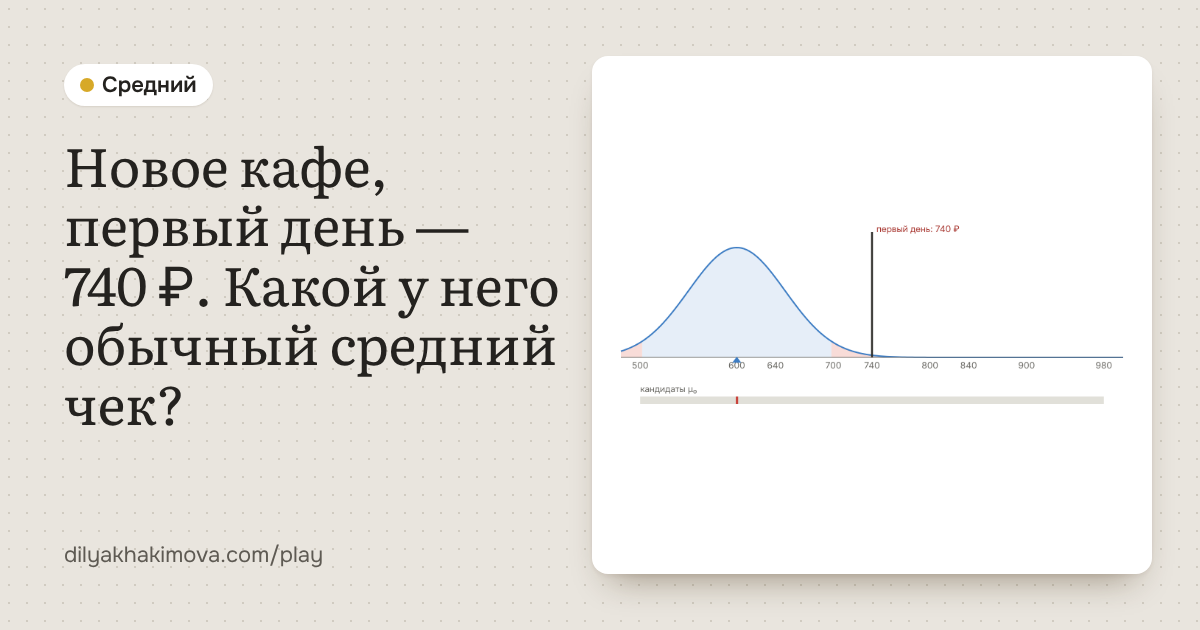 Средний
Новое кафе,
первый день —
740 ₽. Какой у него
обычный средний
чек?
первый день: 740 ₽
500 600 640 700 740 800 840 900 980
кандидаты μ₀
dilyakhakimova.com/play